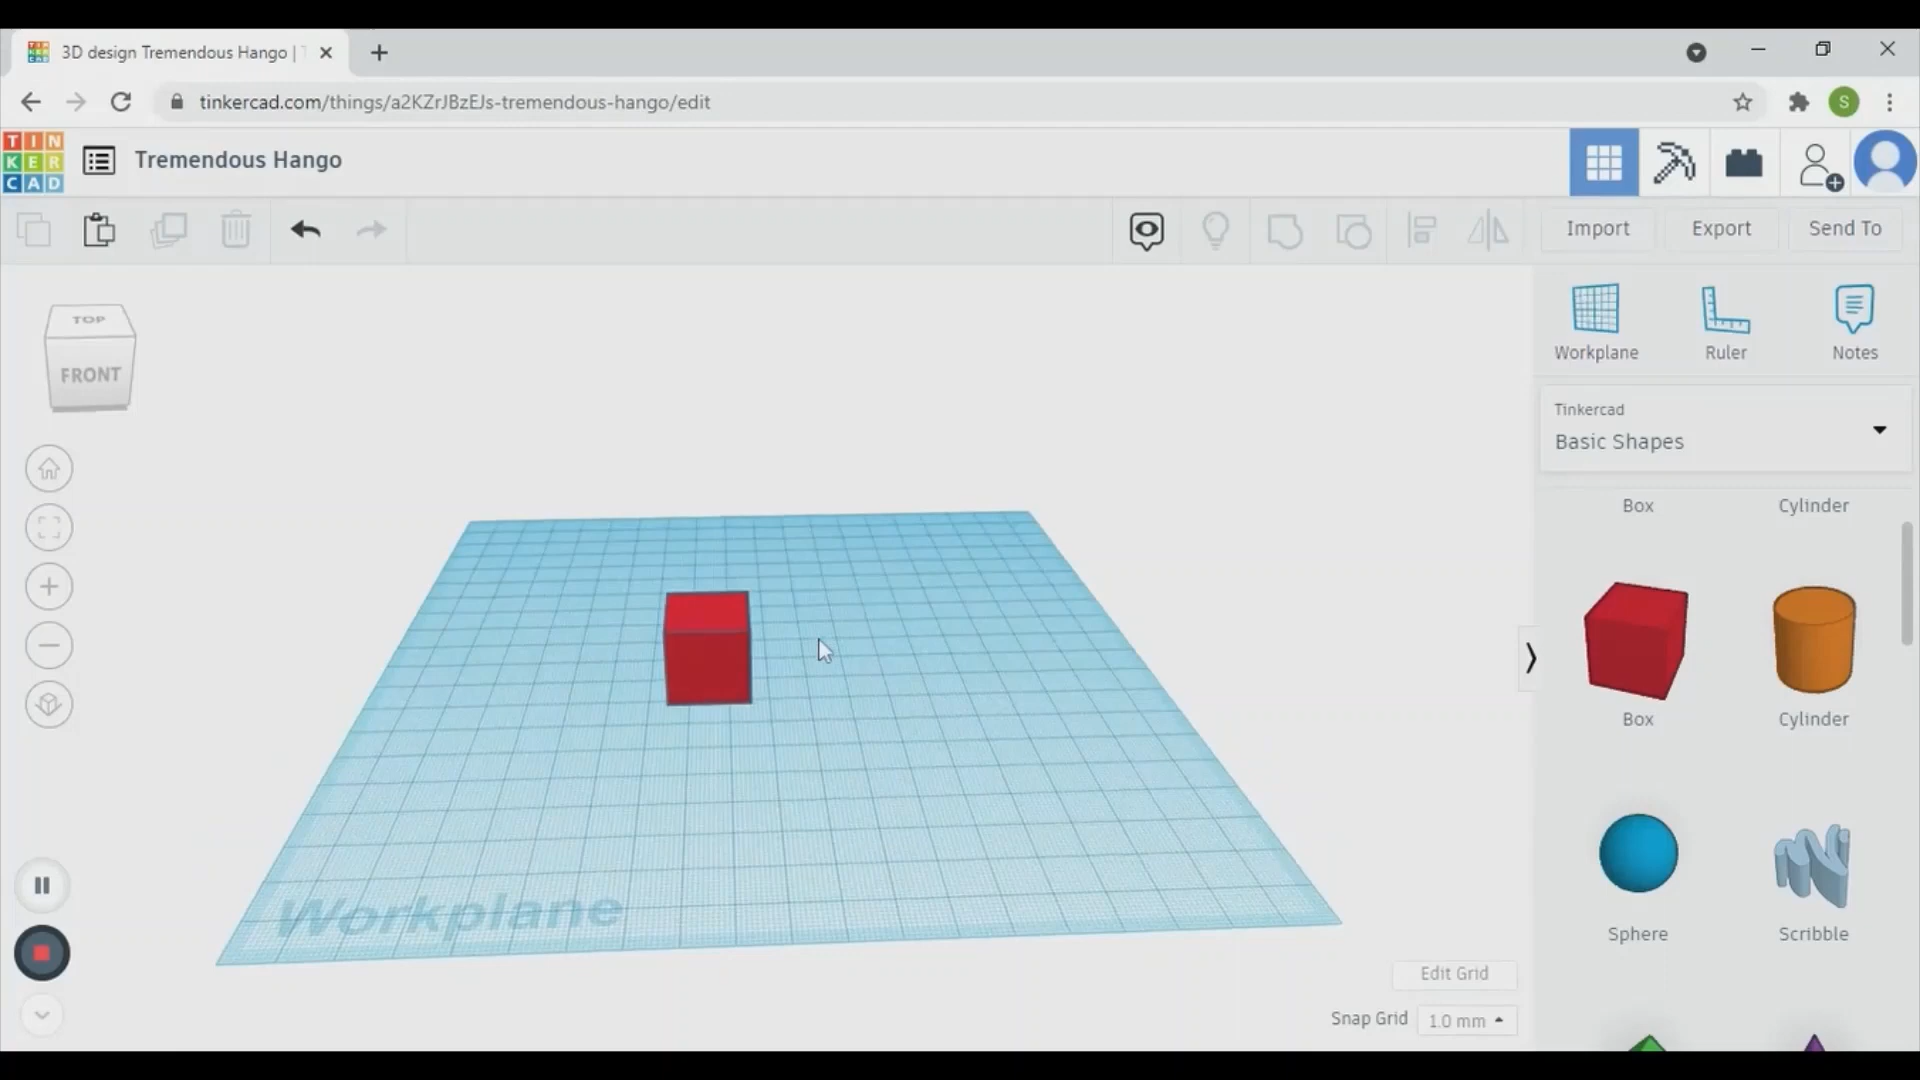 3D design Tremendous Hango |
tinkercad.com/things/a2KZrJBzEJs-tremendous-hango/edit
S
TIN
KER
CAD
Tremendous Hango
Import
Export
Send To
TOP
FRONT
Workplane
Ruler
Notes
Tinkercad
Basic Shapes
Box
Cylinder
Box
Cylinder
Sphere
Scribble
Workplane
Edit Grid
Snap Grid
1.0 mm